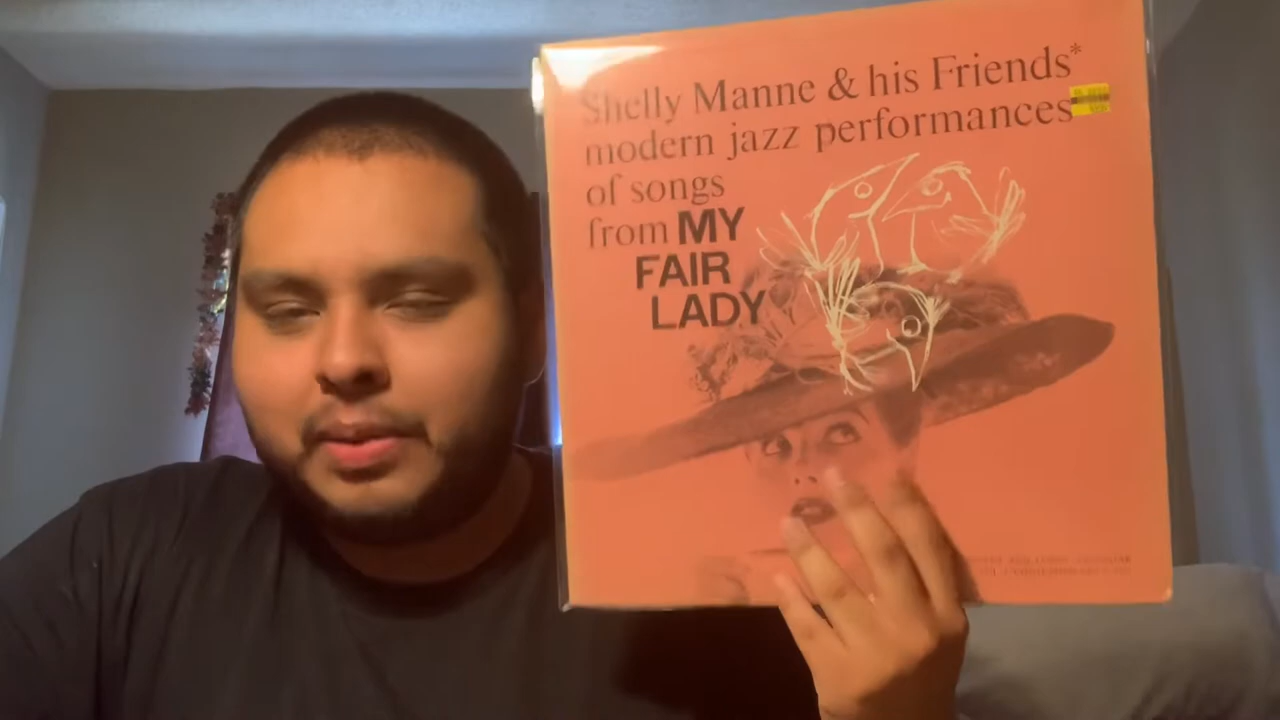 Shelly Manne & his Friends*
modern jazz performances
of songs
from MY
FAIR
LADY